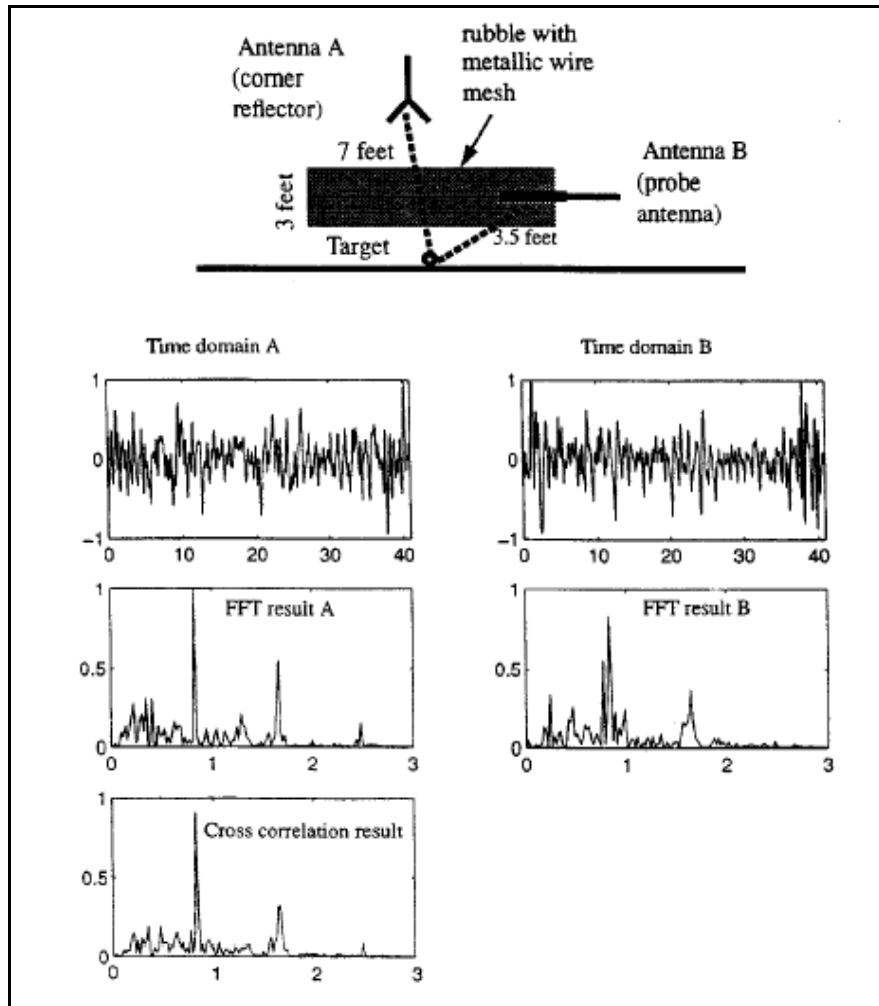 Antenna A
(corner
reflector)
rubble with
metallic wire
mesh
7 feet
3 feet
Antenna B
(probe
antenna)
Target
3.5 feet
Time domain A
1
0
−1
0 10 20 30 40
Time domain B
1
0
−1
0 10 20 30 40
FFT result A
1
0.5
0
0 1 2 3
FFT result B
1
0.5
0
0 1 2 3
Cross correlation result
1
0.5
0
0 1 2 3